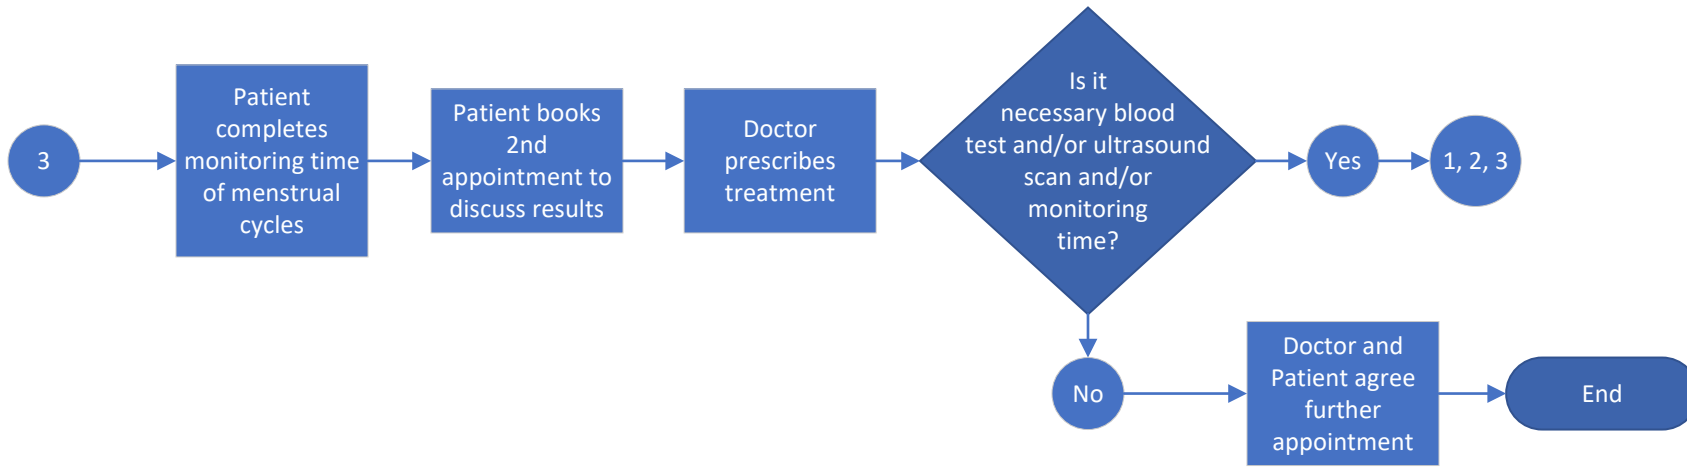 3
Patient
completes
monitoring time
of menstrual
cycles
Patient books
2nd
appointment to
discuss results
Doctor
prescribes
treatment
Is it
necessary blood
test and/or ultrasound
scan and/or
monitoring
time?
Yes
1, 2, 3
No
Doctor and
Patient agree
further
appointment
End